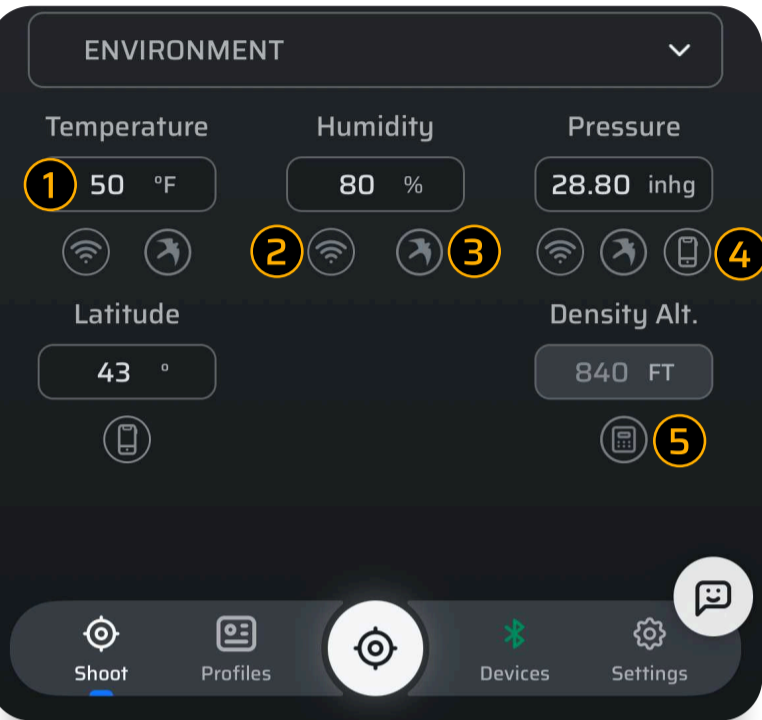 ENVIRONMENT
Temperature Humidity Pressure
1 50 °F 80 % 28.80 inhg
2 3 4
Latitude Density Alt.
43 ° 840 FT
5
Shoot Profiles Devices Settings